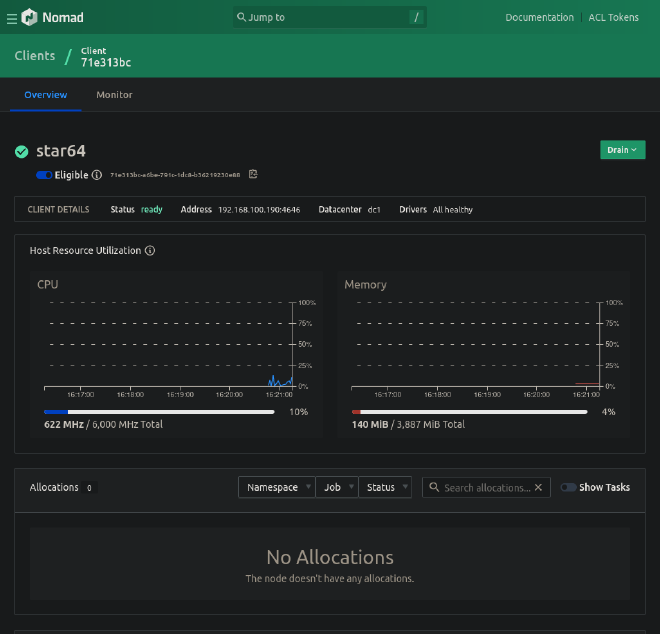 Nomad
Jump to
/
Documentation
ACL Tokens
Clients / Client
71e313bc
Overview
Monitor
star64
Drain
Eligible
CLIENT DETAILS Status ready Address 192.168.100.190:4646 Datacenter dc1 Drivers All healthy
Host Resource Utilization
CPU
100%
75%
50%
25%
0%
16:17:00 16:18:00 16:19:00 16:20:00 16:21:00
10%
622 MHz / 6,000 MHz Total
Memory
100%
75%
50%
25%
0%
16:17:00 16:18:00 16:19:00 16:20:00 16:21:00
4%
140 MiB / 3,887 MiB Total
Allocations 0
Namespace
Job
Status
Search allocations...
Show Tasks
No Allocations
The node doesn't have any allocations.